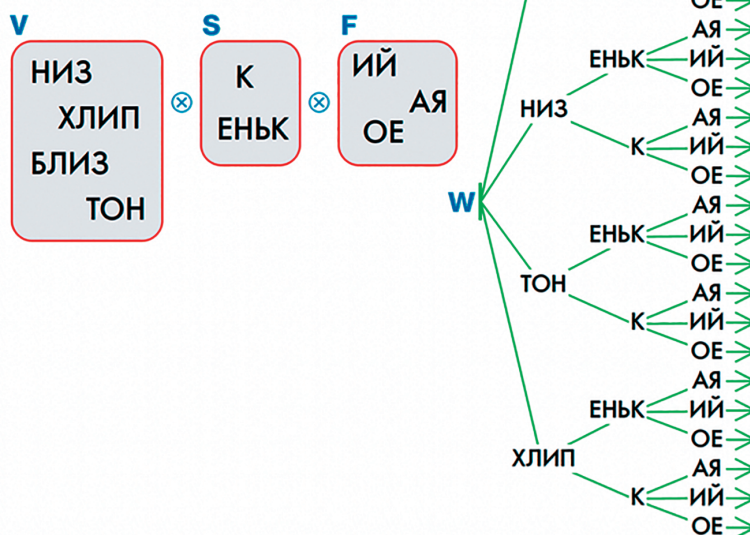 V S F
НИЗ
ХЛИП
БЛИЗ
ТОН
К
ЕНЬК
ИЙ
АЯ
ОЕ
W
ОЕ
НИЗ
ЕНЬК
АЯ
ИЙ
ОЕ
К
АЯ
ИЙ
ОЕ
ТОН
ЕНЬК
АЯ
ИЙ
ОЕ
К
АЯ
ИЙ
ОЕ
ХЛИП
ЕНЬК
АЯ
ИЙ
ОЕ
К
АЯ
ИЙ
ОЕ